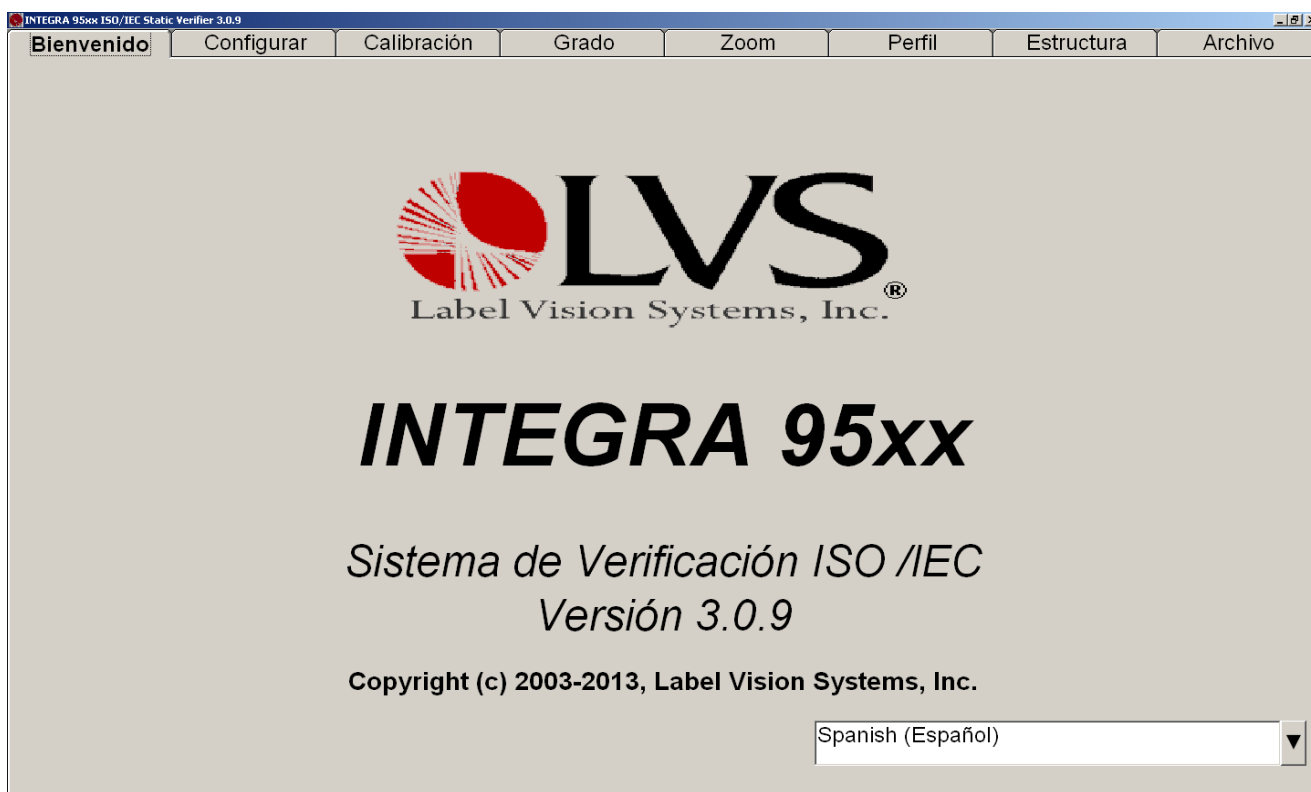 INTEGRA 95xx ISO/IEC Static Verifier 3.0.9
Bienvenido Configurar Calibración Grado Zoom Perfil Estructura Archivo
LVS®
Label Vision Systems, Inc.
INTEGRA 95xx
Sistema de Verificación ISO /IEC
Versión 3.0.9
Copyright (c) 2003-2013, Label Vision Systems, Inc.
Spanish (Español)